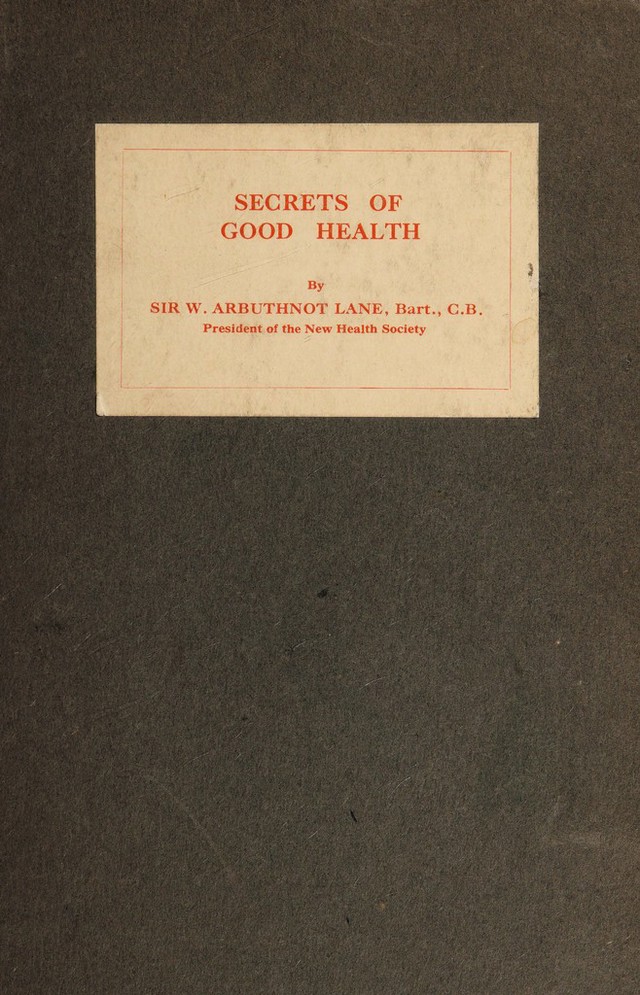 SECRETS OF
GOOD HEALTH
By
SIR W. ARBUTHNOT LANE, Bart., C.B.
President of the New Health Society